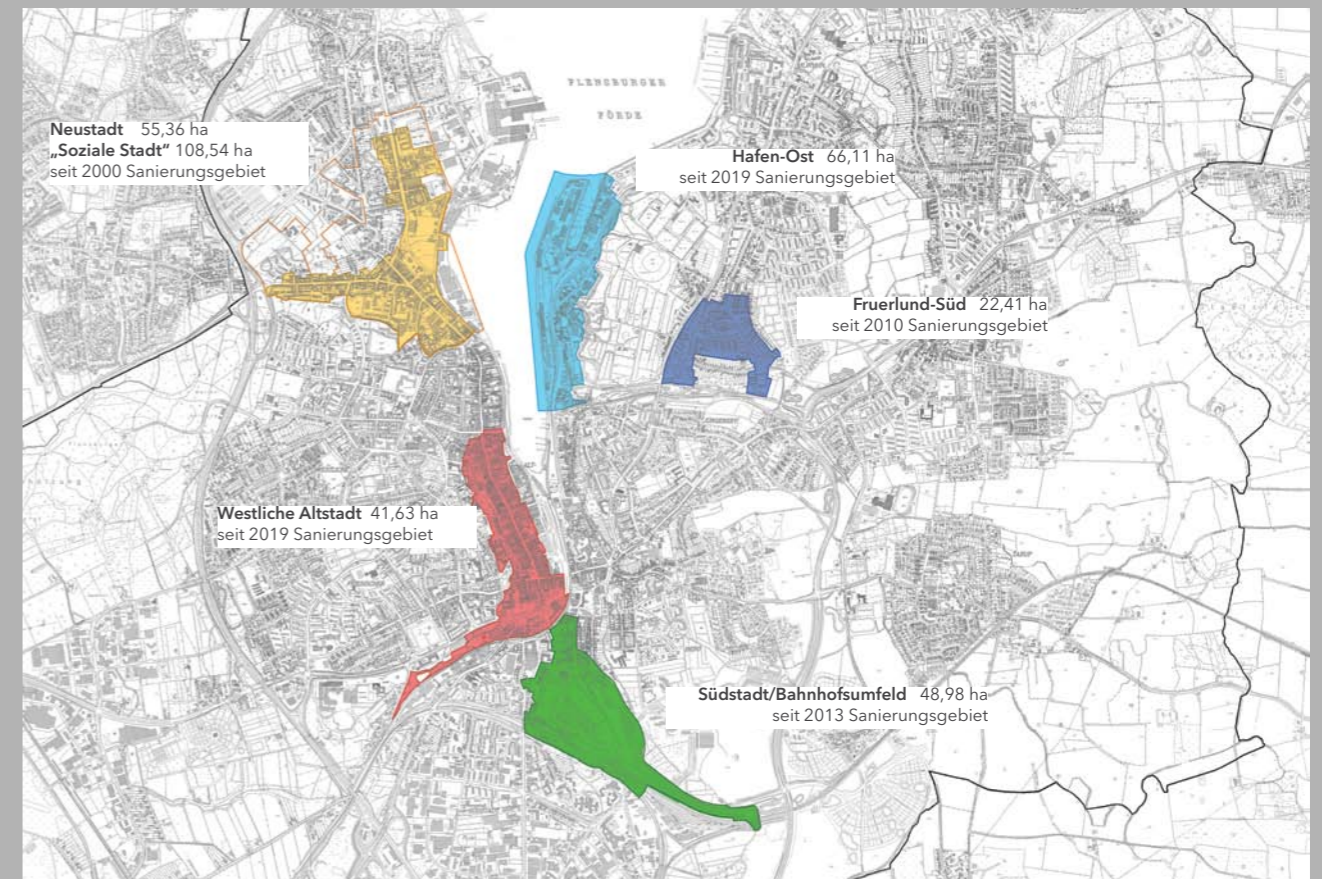 FLENSBURGER
FÖRDE
Neustadt 55,36 ha
„Soziale Stadt" 108,54 ha
seit 2000 Sanierungsgebiet
Hafen-Ost 66,11 ha
seit 2019 Sanierungsgebiet
Fruerlund-Süd 22,41 ha
seit 2010 Sanierungsgebiet
Westliche Altstadt 41,63 ha
seit 2019 Sanierungsgebiet
TARUP
Südstadt/Bahnhofsumfeld 48,98 ha
seit 2013 Sanierungsgebiet